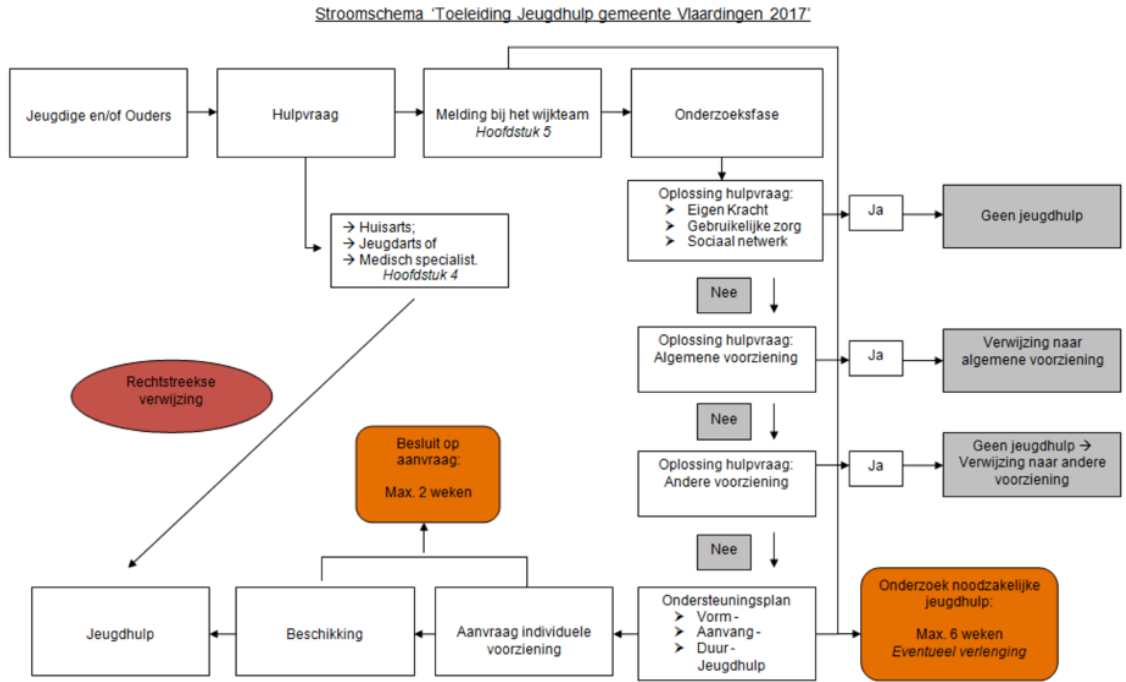 Stroomschema ‘Toeleiding Jeugdhulp gemeente Vlaardingen 2017’
Jeugdige en/of Ouders
Hulpvraag
Melding bij het wijkteam
Hoofdstuk 5
Onderzoeksfase
→ Huisarts;
→ Jeugdarts of
→ Medisch specialist.
Hoofdstuk 4
Oplossing hulpvraag:
➤ Eigen Kracht
➤ Gebruikelijke zorg
➤ Sociaal netwerk
Ja
Geen jeugdhulp
Nee
Oplossing hulpvraag:
Algemene voorziening
Ja
Verwijzing naar
algemene voorziening
Rechtstreekse
verwijzing
Nee
Besluit op
aanvraag:
Max. 2 weken
Oplossing hulpvraag:
Andere voorziening
Ja
Geen jeugdhulp →
Verwijzing naar andere
voorziening
Nee
Jeugdhulp
Beschikking
Aanvraag individuele
voorziening
Ondersteuningsplan
➤ Vorm -
➤ Aanvang -
➤ Duur -
Jeugdhulp
Onderzoek noodzakelijke
jeugdhulp:
Max. 6 weken
Eventueel verlenging